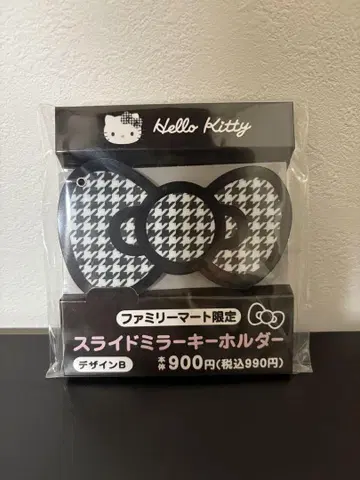 Hello Kitty
ファミリーマート限定
スライドミラーキーホルダー
デザインB 本体900円(税込990円)